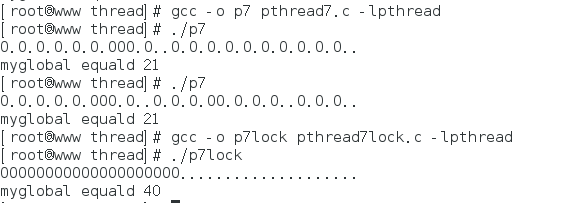 [ root@www thread]# gcc -o p7 pthread7.c -lpthread
[ root@www thread]# ./p7
0.0.0.0.0.0.000.0..0.0.0.0.0.0.0.0.0.0.0..
myglobal equald 21
[ root@www thread]# ./p7
0.0.0.0.0.000.0..0.0.0.0.00.0.0.0..0.0.0..
myglobal equald 21
[ root@www thread]# gcc -o p7lock pthread7lock.c -lpthread
[ root@www thread]# ./p7lock
00000000000000000000....................
myglobal equald 40